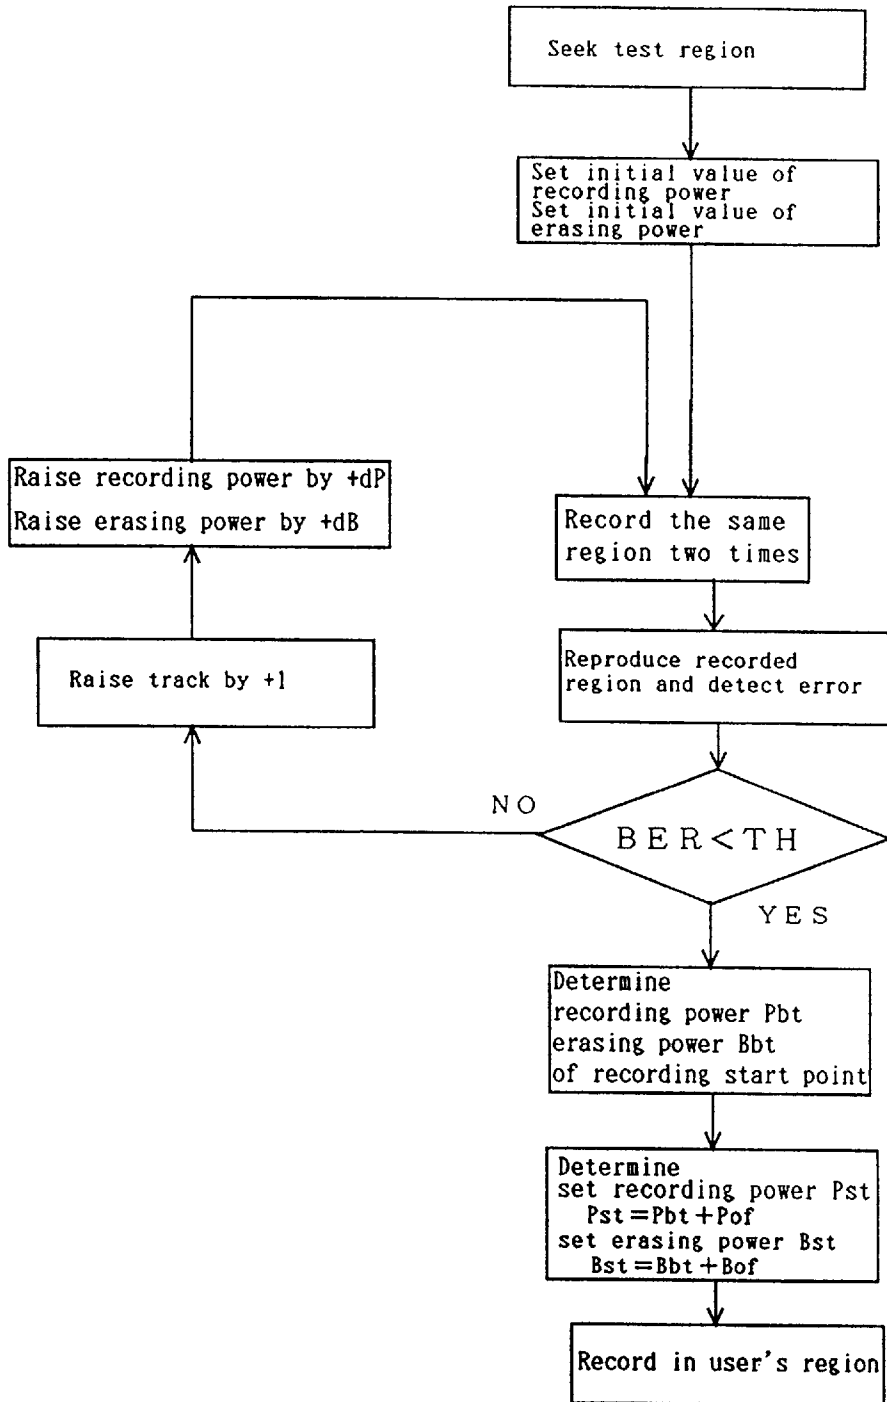 Seek test region
Set initial value of
recording power
Set initial value of
erasing power
Raise recording power by +dP
Raise erasing power by +dB
Record the same
region two times
Raise track by +1
Reproduce recorded
region and detect error
NO
BER<TH
YES
Determine
recording power Pbt
erasing power Bbt
of recording start point
Determine
set recording power Pst
Pst=Pbt+Pof
set erasing power Bst
Bst=Bbt+Bof
Record in user's region